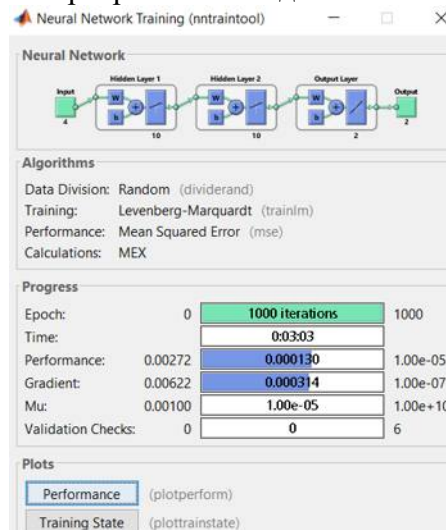 Neural Network Training (nntraintool)
Neural Network
Hidden Layer 1 Hidden Layer 2 Output Layer
Input Output
W W W
b b b
4 10 10 2 2
Algorithms
Data Division: Random (dividerand)
Training: Levenberg-Marquardt (trainlm)
Performance: Mean Squared Error (mse)
Calculations: MEX
Progress
Epoch: 0 1000 iterations 1000
Time: 0:03:03
Performance: 0.00272 0.000130 1.00e-05
Gradient: 0.00622 0.000314 1.00e-07
Mu: 0.00100 1.00e-05 1.00e+10
Validation Checks: 0 0 6
Plots
Performance (plotperform)
Training State (plottrainstate)